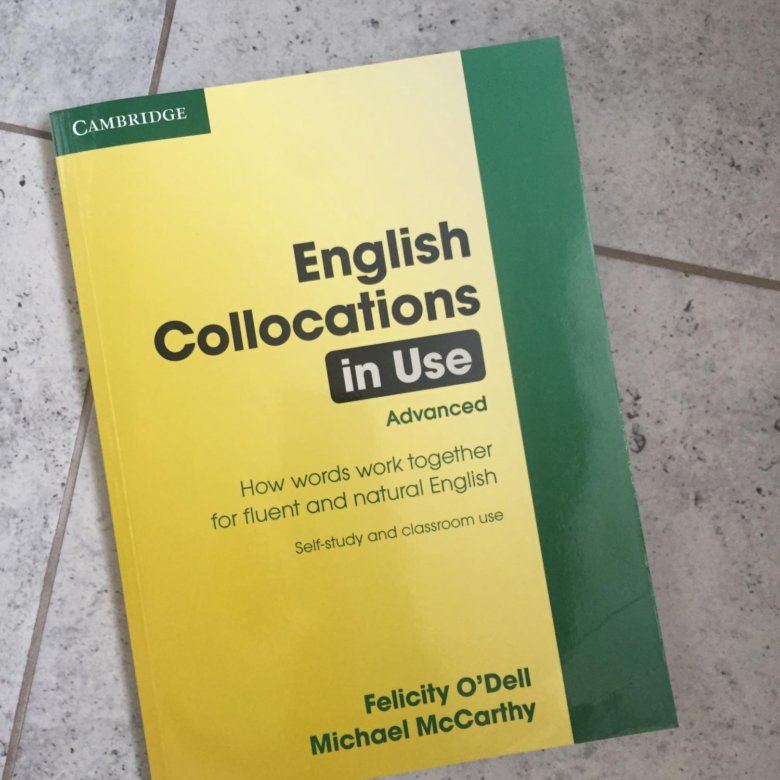 CAMBRIDGE
English
Collocations
in Use
Advanced
How words work together
for fluent and natural English
Self-study and classroom use
Felicity O'Dell
Michael McCarthy